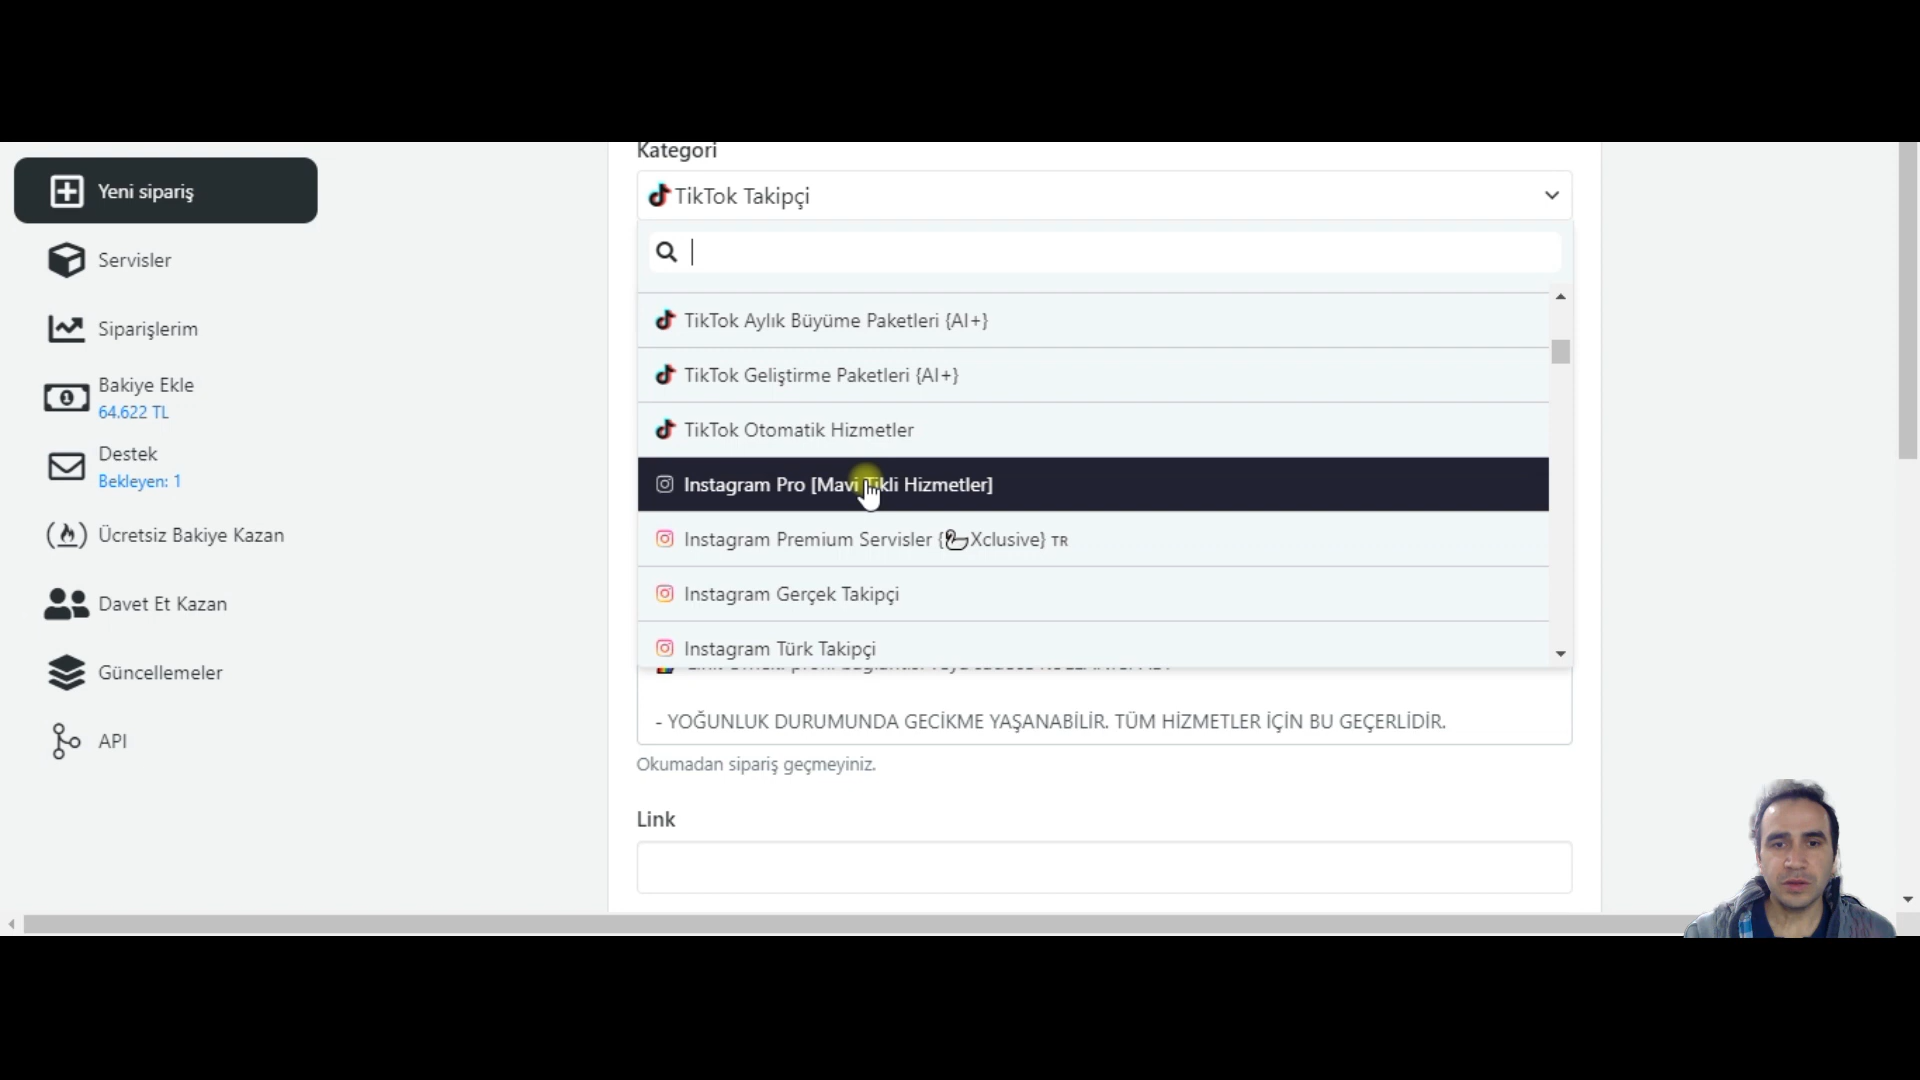 Yeni sipariş
Servisler
Siparişlerim
Bakiye Ekle
64.622 TL
Destek
Bekleyen: 1
Ücretsiz Bakiye Kazan
Davet Et Kazan
Güncellemeler
API
Kategori
TikTok Takipçi
TikTok Aylık Büyüme Paketleri {AI+}
TikTok Geliştirme Paketleri {AI+}
TikTok Otomatik Hizmetler
Instagram Pro [Mavi Tikli Hizmetler]
Instagram Premium Servisler {🦢Xclusive} TR
Instagram Gerçek Takipçi
Instagram Türk Takipçi
- YOĞUNLUK DURUMUNDA GECİKME YAŞANABİLİR. TÜM HİZMETLER İÇİN BU GEÇERLİDİR.
Okumadan sipariş geçmeyiniz.
Link